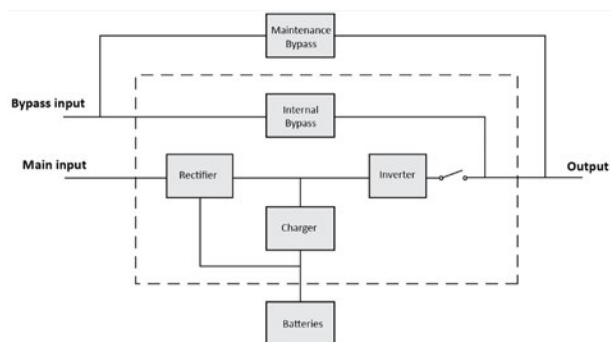 Maintenance
Bypass
Bypass input
Internal
Bypass
Main input
Rectifier
Inverter
Output
Charger
Batteries